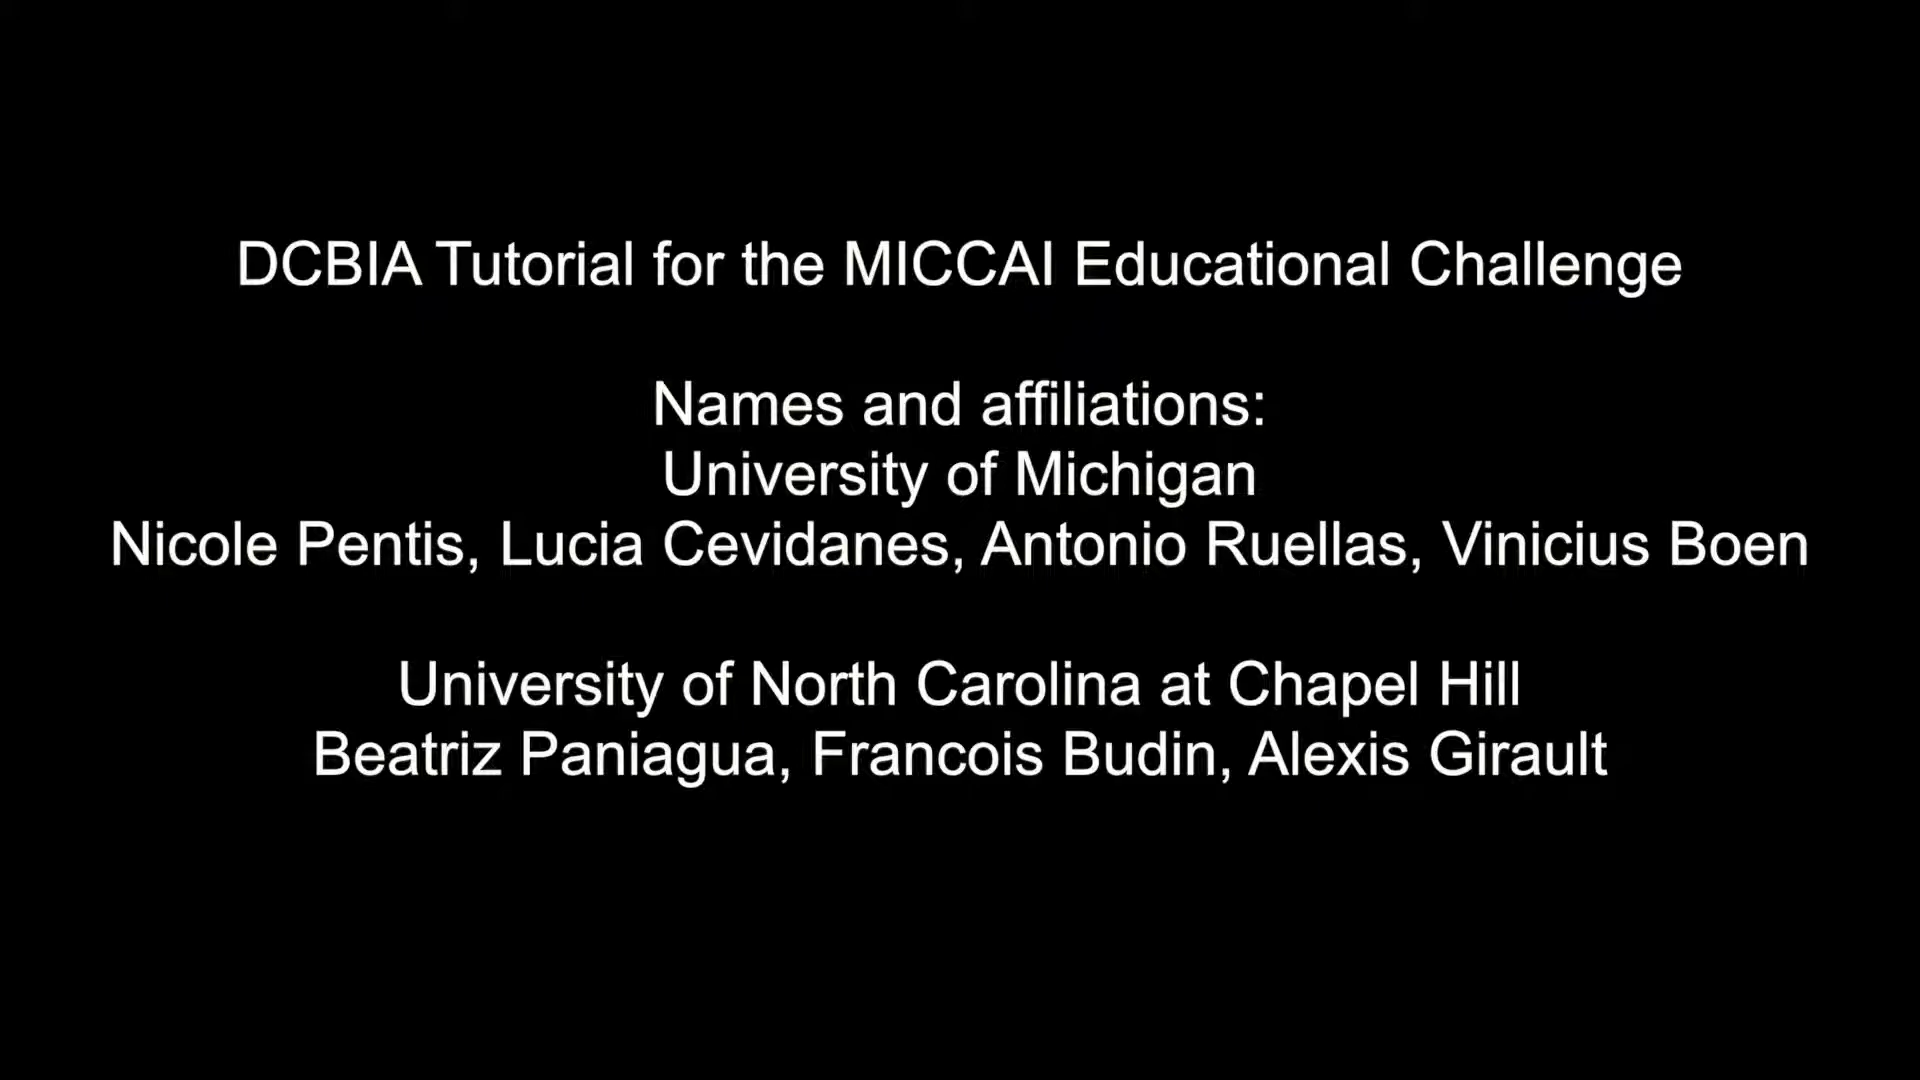 DCBIA Tutorial for the MICCAI Educational Challenge
Names and affiliations:
University of Michigan
Nicole Pentis, Lucia Cevidanes, Antonio Ruellas, Vinicius Boen
University of North Carolina at Chapel Hill
Beatriz Paniagua, Francois Budin, Alexis Girault